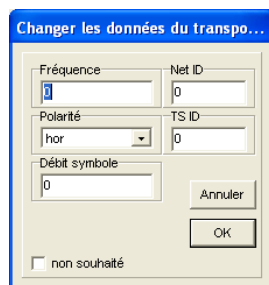 Changer les données du transpo...
Fréquence
Net ID
0
0
Polarité
TS ID
hor
0
Débit symbole
0
Annuler
OK
non souhaité